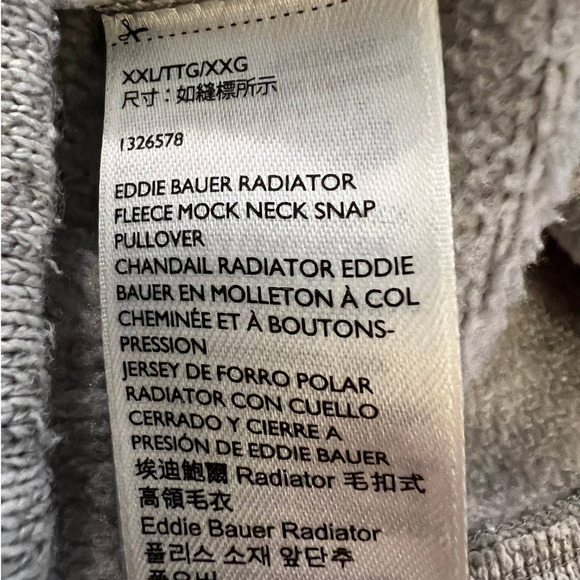 XXL/TTG/XXG
尺寸：如縫標所示
1326578
EDDIE BAUER RADIATOR
FLEECE MOCK NECK SNAP
PULLOVER
CHANDAIL RADIATOR EDDIE
BAUER EN MOLLETON À COL
CHEMINÉE ET À BOUTONS-
PRESSION
JERSEY DE FORRO POLAR
RADIATOR CON CUELLO
CERRADO Y CIERRE A
PRESIÓN DE EDDIE BAUER
埃迪鮑爾 Radiator 毛扣式
高領毛衣
Eddie Bauer Radiator
플리스 소재 앞단추